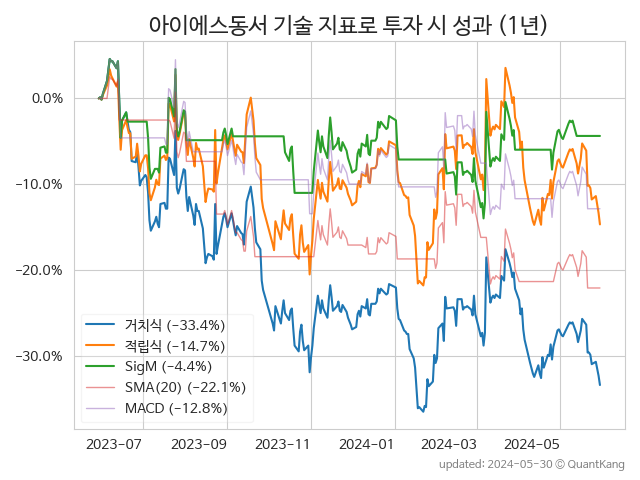 아이에스동서 기술 지표로 투자 시 성과 (1년)
0.0%
−10.0%
−20.0%
−30.0%
거치식 (−33.4%)
적립식 (−14.7%)
SigM (−4.4%)
SMA(20) (−22.1%)
MACD (−12.8%)
2023-07 2023-09 2023-11 2024-01 2024-03 2024-05
updated: 2024-05-30 © QuantKang